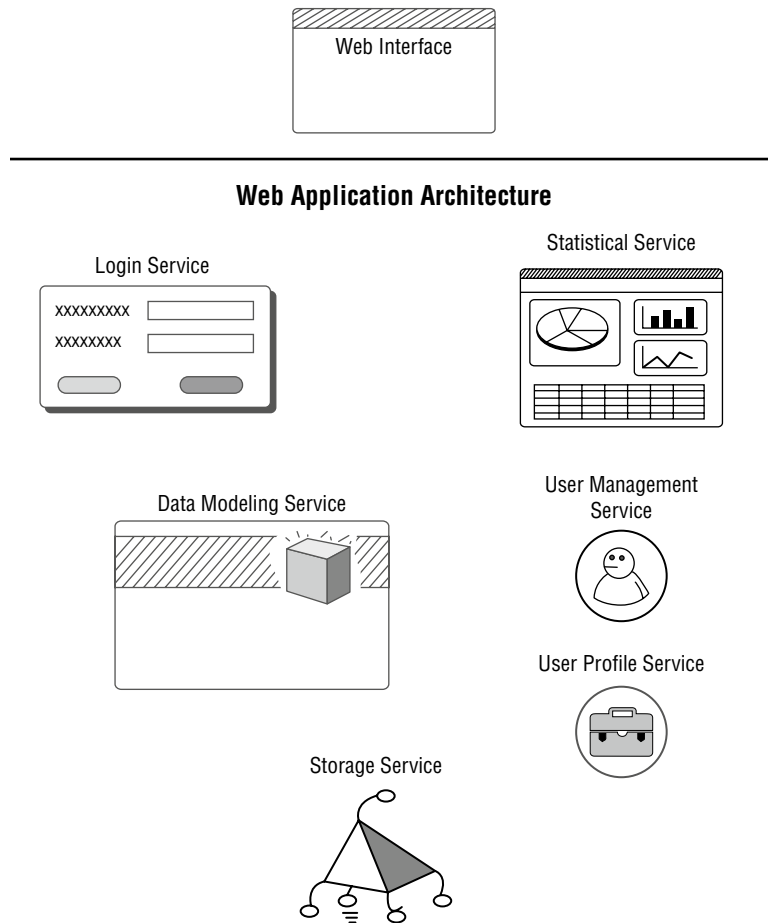 Web Interface
Web Application Architecture
Statistical Service
Login Service
xxxxxxxxx
xxxxxxxx
Data Modeling Service
User Management
Service
User Profile Service
Storage Service